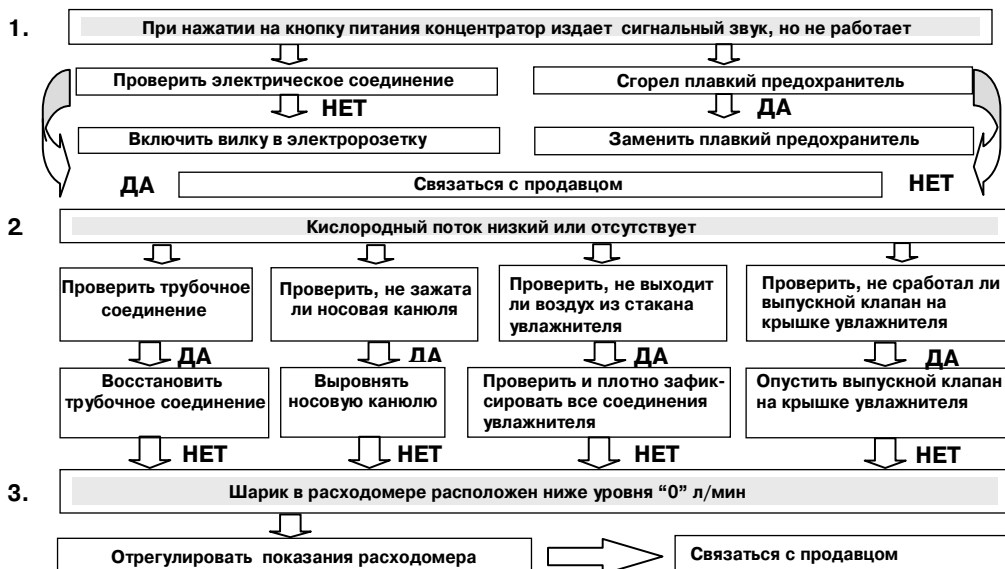 1.
При нажатии на кнопку питания концентратор издает сигнальный звук, но не работает
Проверить электрическое соединение
Сгорел плавкий предохранитель
НЕТ
ДА
Включить вилку в электророзетку
Заменить плавкий предохранитель
ДА
Связаться с продавцом
НЕТ
2
Кислородный поток низкий или отсутствует
Проверить трубочное
соединение
Проверить, не зажата
ли носовая канюля
Проверить, не выходит
ли воздух из стакана
увлажнителя
Проверить, не сработал ли
выпускной клапан на
крышке увлажнителя
ДА
ДА
ДА
ДА
Восстановить
трубочное соединение
Выровнять
носовую канюлю
Проверить и плотно зафик-
сировать все соединения
увлажнителя
Опустить выпускной клапан
на крышке увлажнителя
НЕТ
НЕТ
НЕТ
НЕТ
3.
Шарик в расходомере расположен ниже уровня “0” л/мин
Отрегулировать показания расходомера
Связаться с продавцом